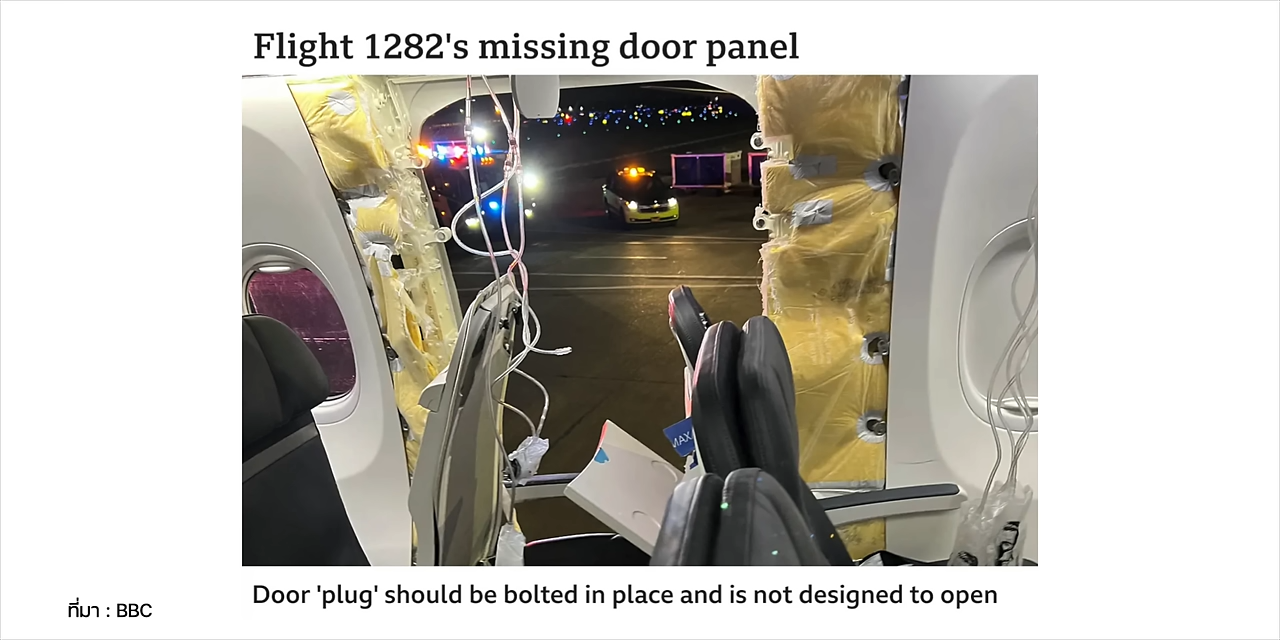 Flight 1282's missing door panel
MAX
Door 'plug' should be bolted in place and is not designed to open
ที่มา : BBC